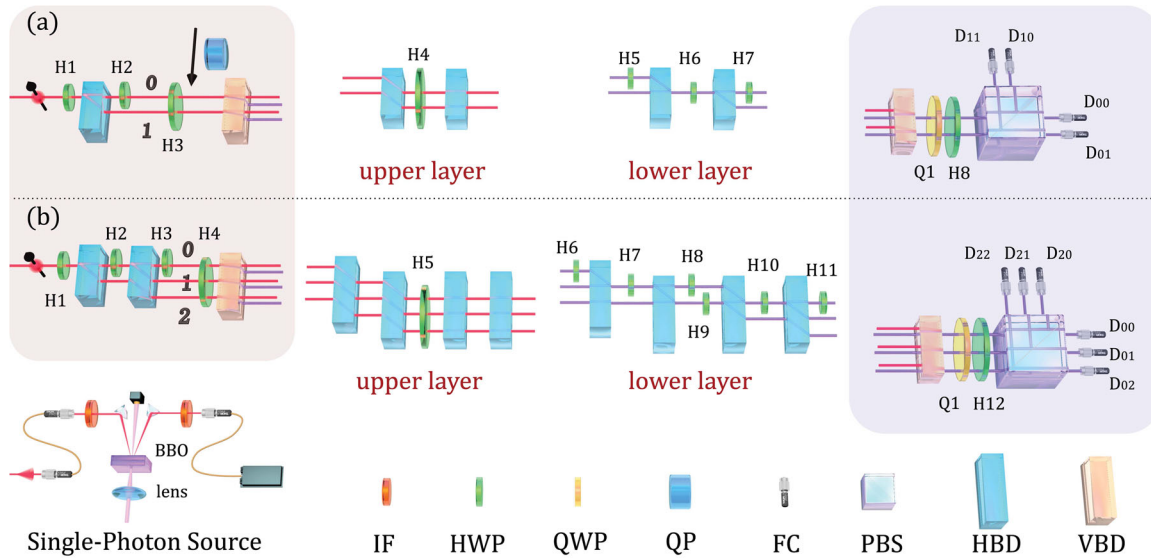 (a)
H1
H2
0
1
H3
H4
upper layer
H5
H6
H7
lower layer
D11
D10
D00
D01
Q1
H8
(b)
H1
H2
H3
H4
0
1
2
H5
upper layer
H6
H7
H8
H9
H10
H11
lower layer
D22
D21
D20
D00
D01
D02
Q1
H12
BBO
lens
Single-Photon Source
IF
HWP
QWP
QP
FC
PBS
HBD
VBD